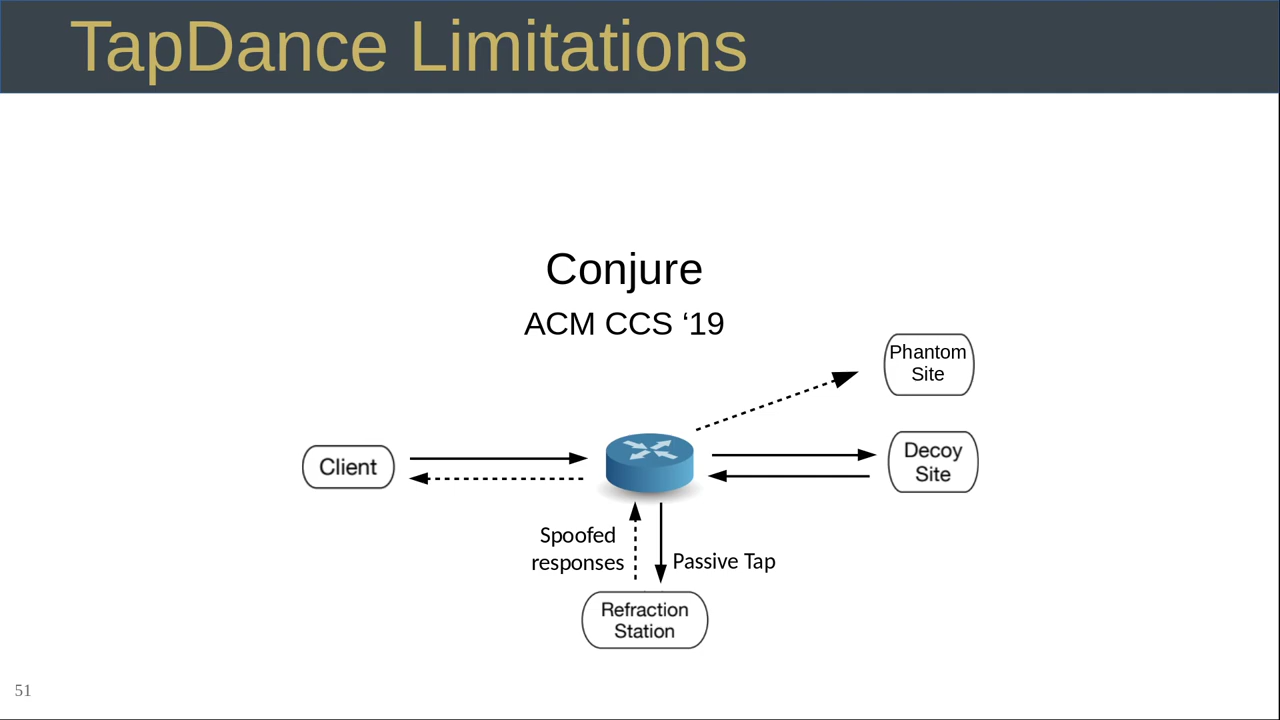 TapDance Limitations
Conjure
ACM CCS ‘19
Phantom
Site
Client
Decoy
Site
Spoofed
responses
Passive Tap
Refraction
Station
51